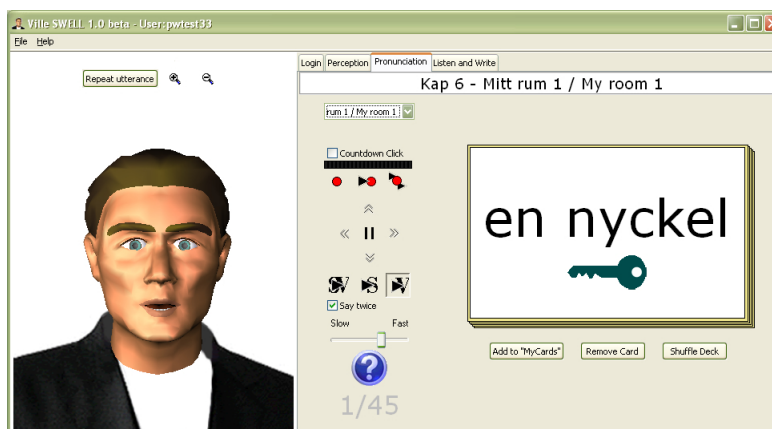 Ville SWELL 1.0 beta - User:pwtest33
File Help
Repeat utterance
Login Perception Pronunciation Listen and Write
Kap 6 - Mitt rum 1 / My room 1
rum 1 / My room 1
Countdown Click
SV S V
Say twice
Slow Fast
?
1/45
en nyckel
Add to "MyCards" Remove Card Shuffle Deck